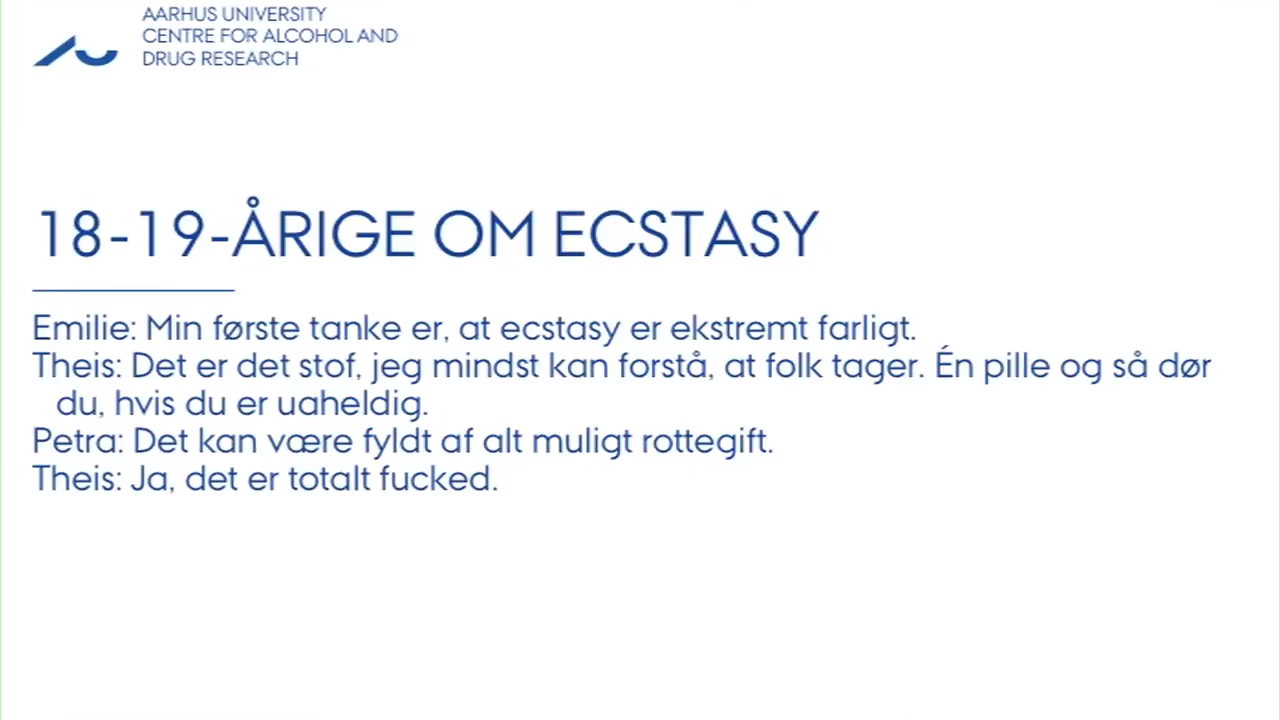 AARHUS UNIVERSITY
CENTRE FOR ALCOHOL AND
DRUG RESEARCH
18-19-ÅRIGE OM ECSTASY
Emilie: Min første tanke er, at ecstasy er ekstremt farligt.
Theis: Det er det stof, jeg mindst kan forstå, at folk tager. Én pille og så dør
du, hvis du er uaheldig.
Petra: Det kan være fyldt af alt muligt rottegift.
Theis: Ja, det er totalt fucked.